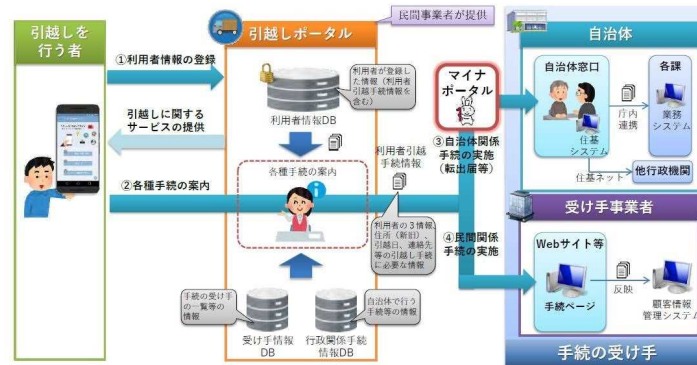 引越しを
行う者
①利用者情報の登録
引越しに関する
サービスの提供
②各種手続の案内
民間事業者が提供
引越しポータル
利用者が登録し
た情報（利用者
引越手続情報を
含む）
利用者情報DB
各種手続の案内
利用者引越
手続情報
利用者の３情報、
住所（新旧）、
引越日、連絡先
等の引越し手続
に必要な情報
手続の受け手
の一覧等の
情報
受け手情報
DB
自治体で行う
手続等の情報
行政関係手続
情報DB
マイナ
ポータル
③自治体関係
手続の実施
（転出届等）
④民間関係
手続の実施
自治体
自治体窓口
住基
システム
庁内
連携
各課
業務
システム
住基ネット
他行政機関
受け手事業者
Webサイト等
手続ページ
反映
顧客情報
管理システム
手続の受け手